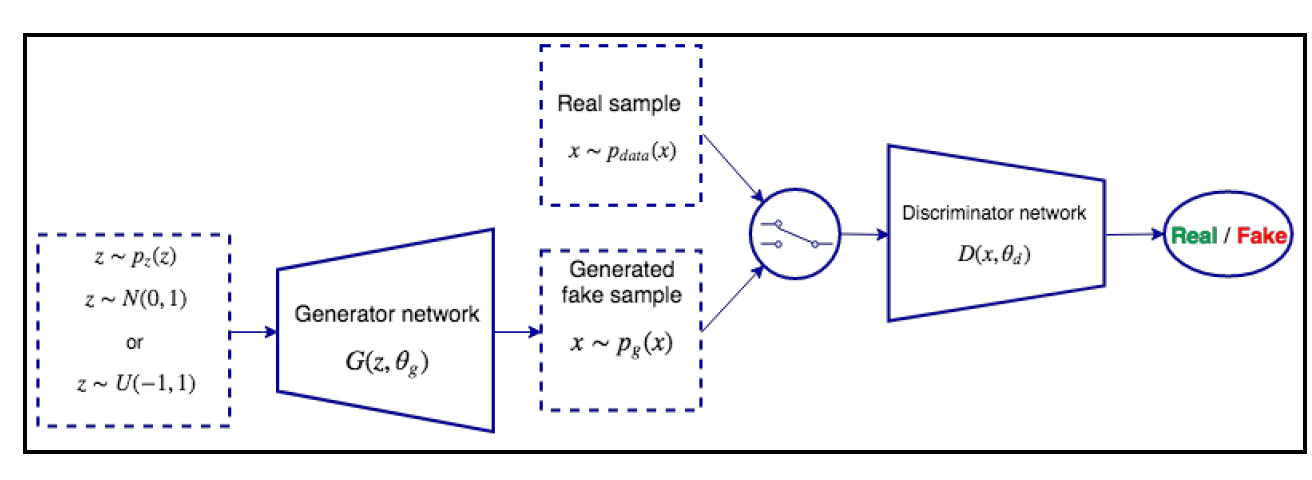 z ~ p_z(z)
z ~ N(0, 1)
or
z ~ U(−1, 1)
Generator network
G(z, θ_g)
Real sample
x ~ p_data(x)
Generated
fake sample
x ~ p_g(x)
Discriminator network
D(x, θ_d)
Real / Fake